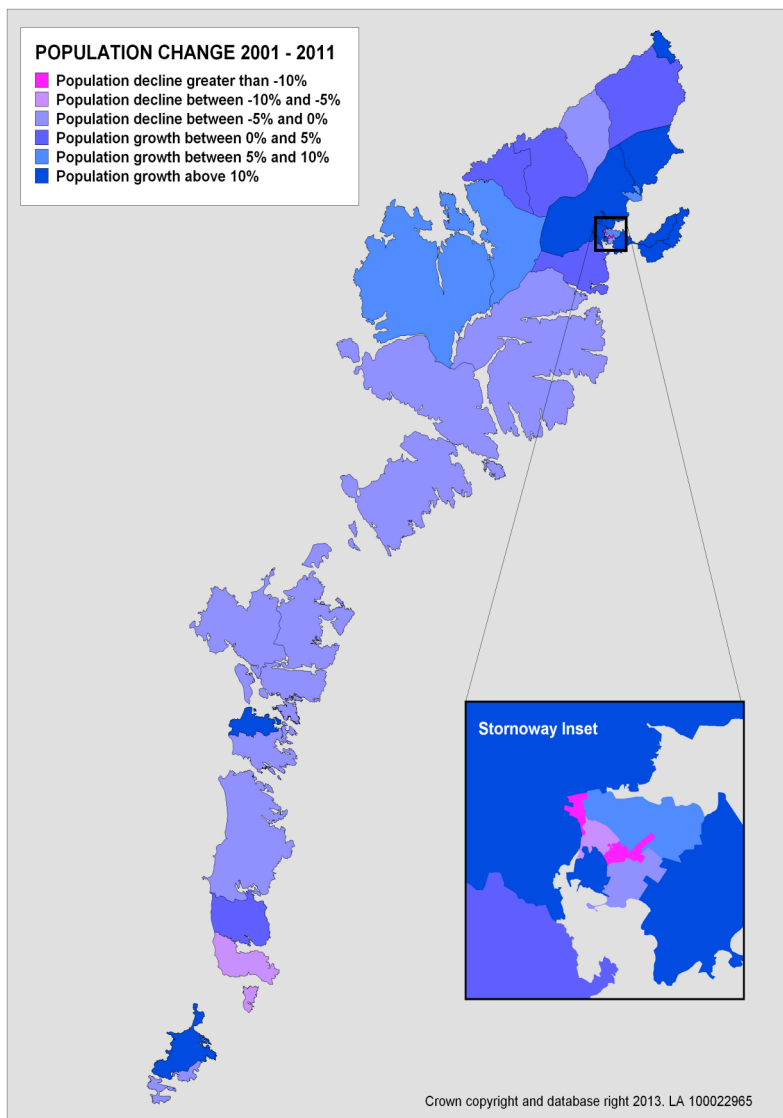 POPULATION CHANGE 2001 - 2011
Population decline greater than -10%
Population decline between -10% and -5%
Population decline between -5% and 0%
Population growth between 0% and 5%
Population growth between 5% and 10%
Population growth above 10%
Stornoway Inset
Crown copyright and database right 2013. LA 100022965